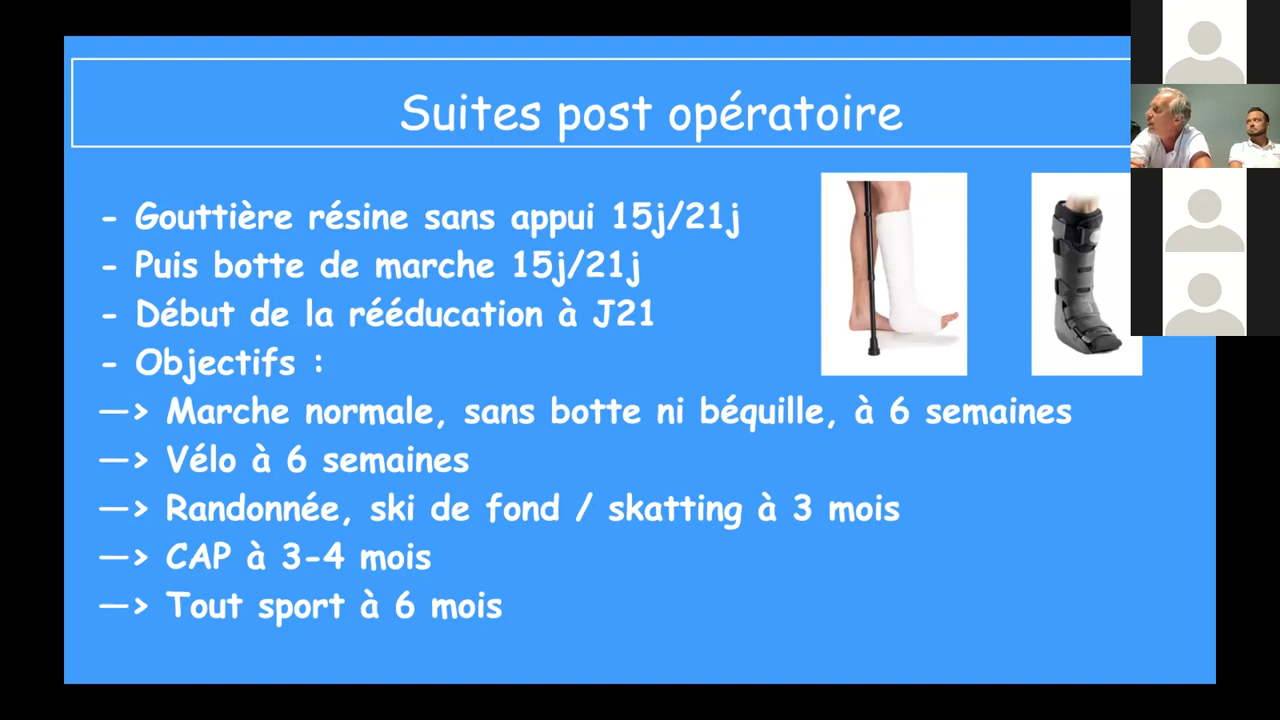 Suites post opératoire
- Gouttière résine sans appui 15j/21j
- Puis botte de marche 15j/21j
- Début de la rééducation à J21
- Objectifs :
—> Marche normale, sans botte ni béquille, à 6 semaines
—> Vélo à 6 semaines
—> Randonnée, ski de fond / skatting à 3 mois
—> CAP à 3-4 mois
—> Tout sport à 6 mois